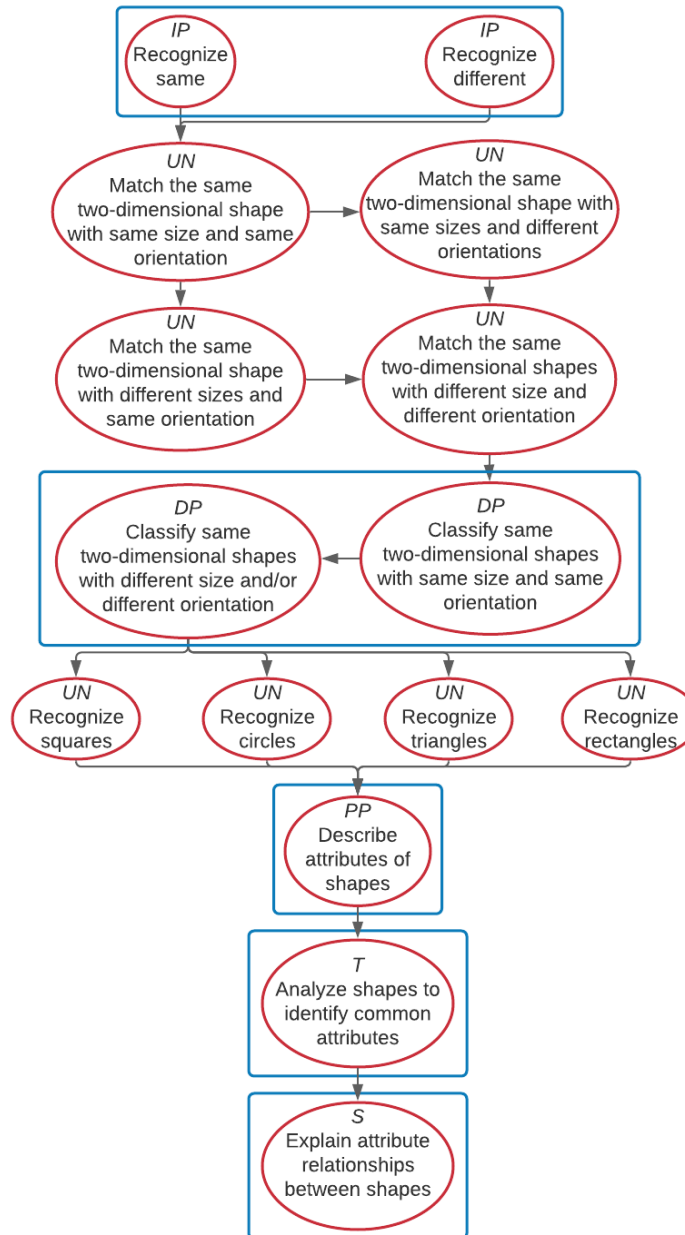 IP
Recognize
same
IP
Recognize
different
UN
Match the same
two-dimensional shape
with same size and same
orientation
UN
Match the same
two-dimensional shape with
same sizes and different
orientations
UN
Match the same
two-dimensional shape
with different sizes and
same orientation
UN
Match the same
two-dimensional shapes
with different size and
different orientation
DP
Classify same
two-dimensional shapes
with different size and/or
different orientation
DP
Classify same
two-dimensional shapes
with same size and same
orientation
UN
Recognize
squares
UN
Recognize
circles
UN
Recognize
triangles
UN
Recognize
rectangles
PP
Describe
attributes of
shapes
T
Analyze shapes to
identify common
attributes
S
Explain attribute
relationships
between shapes